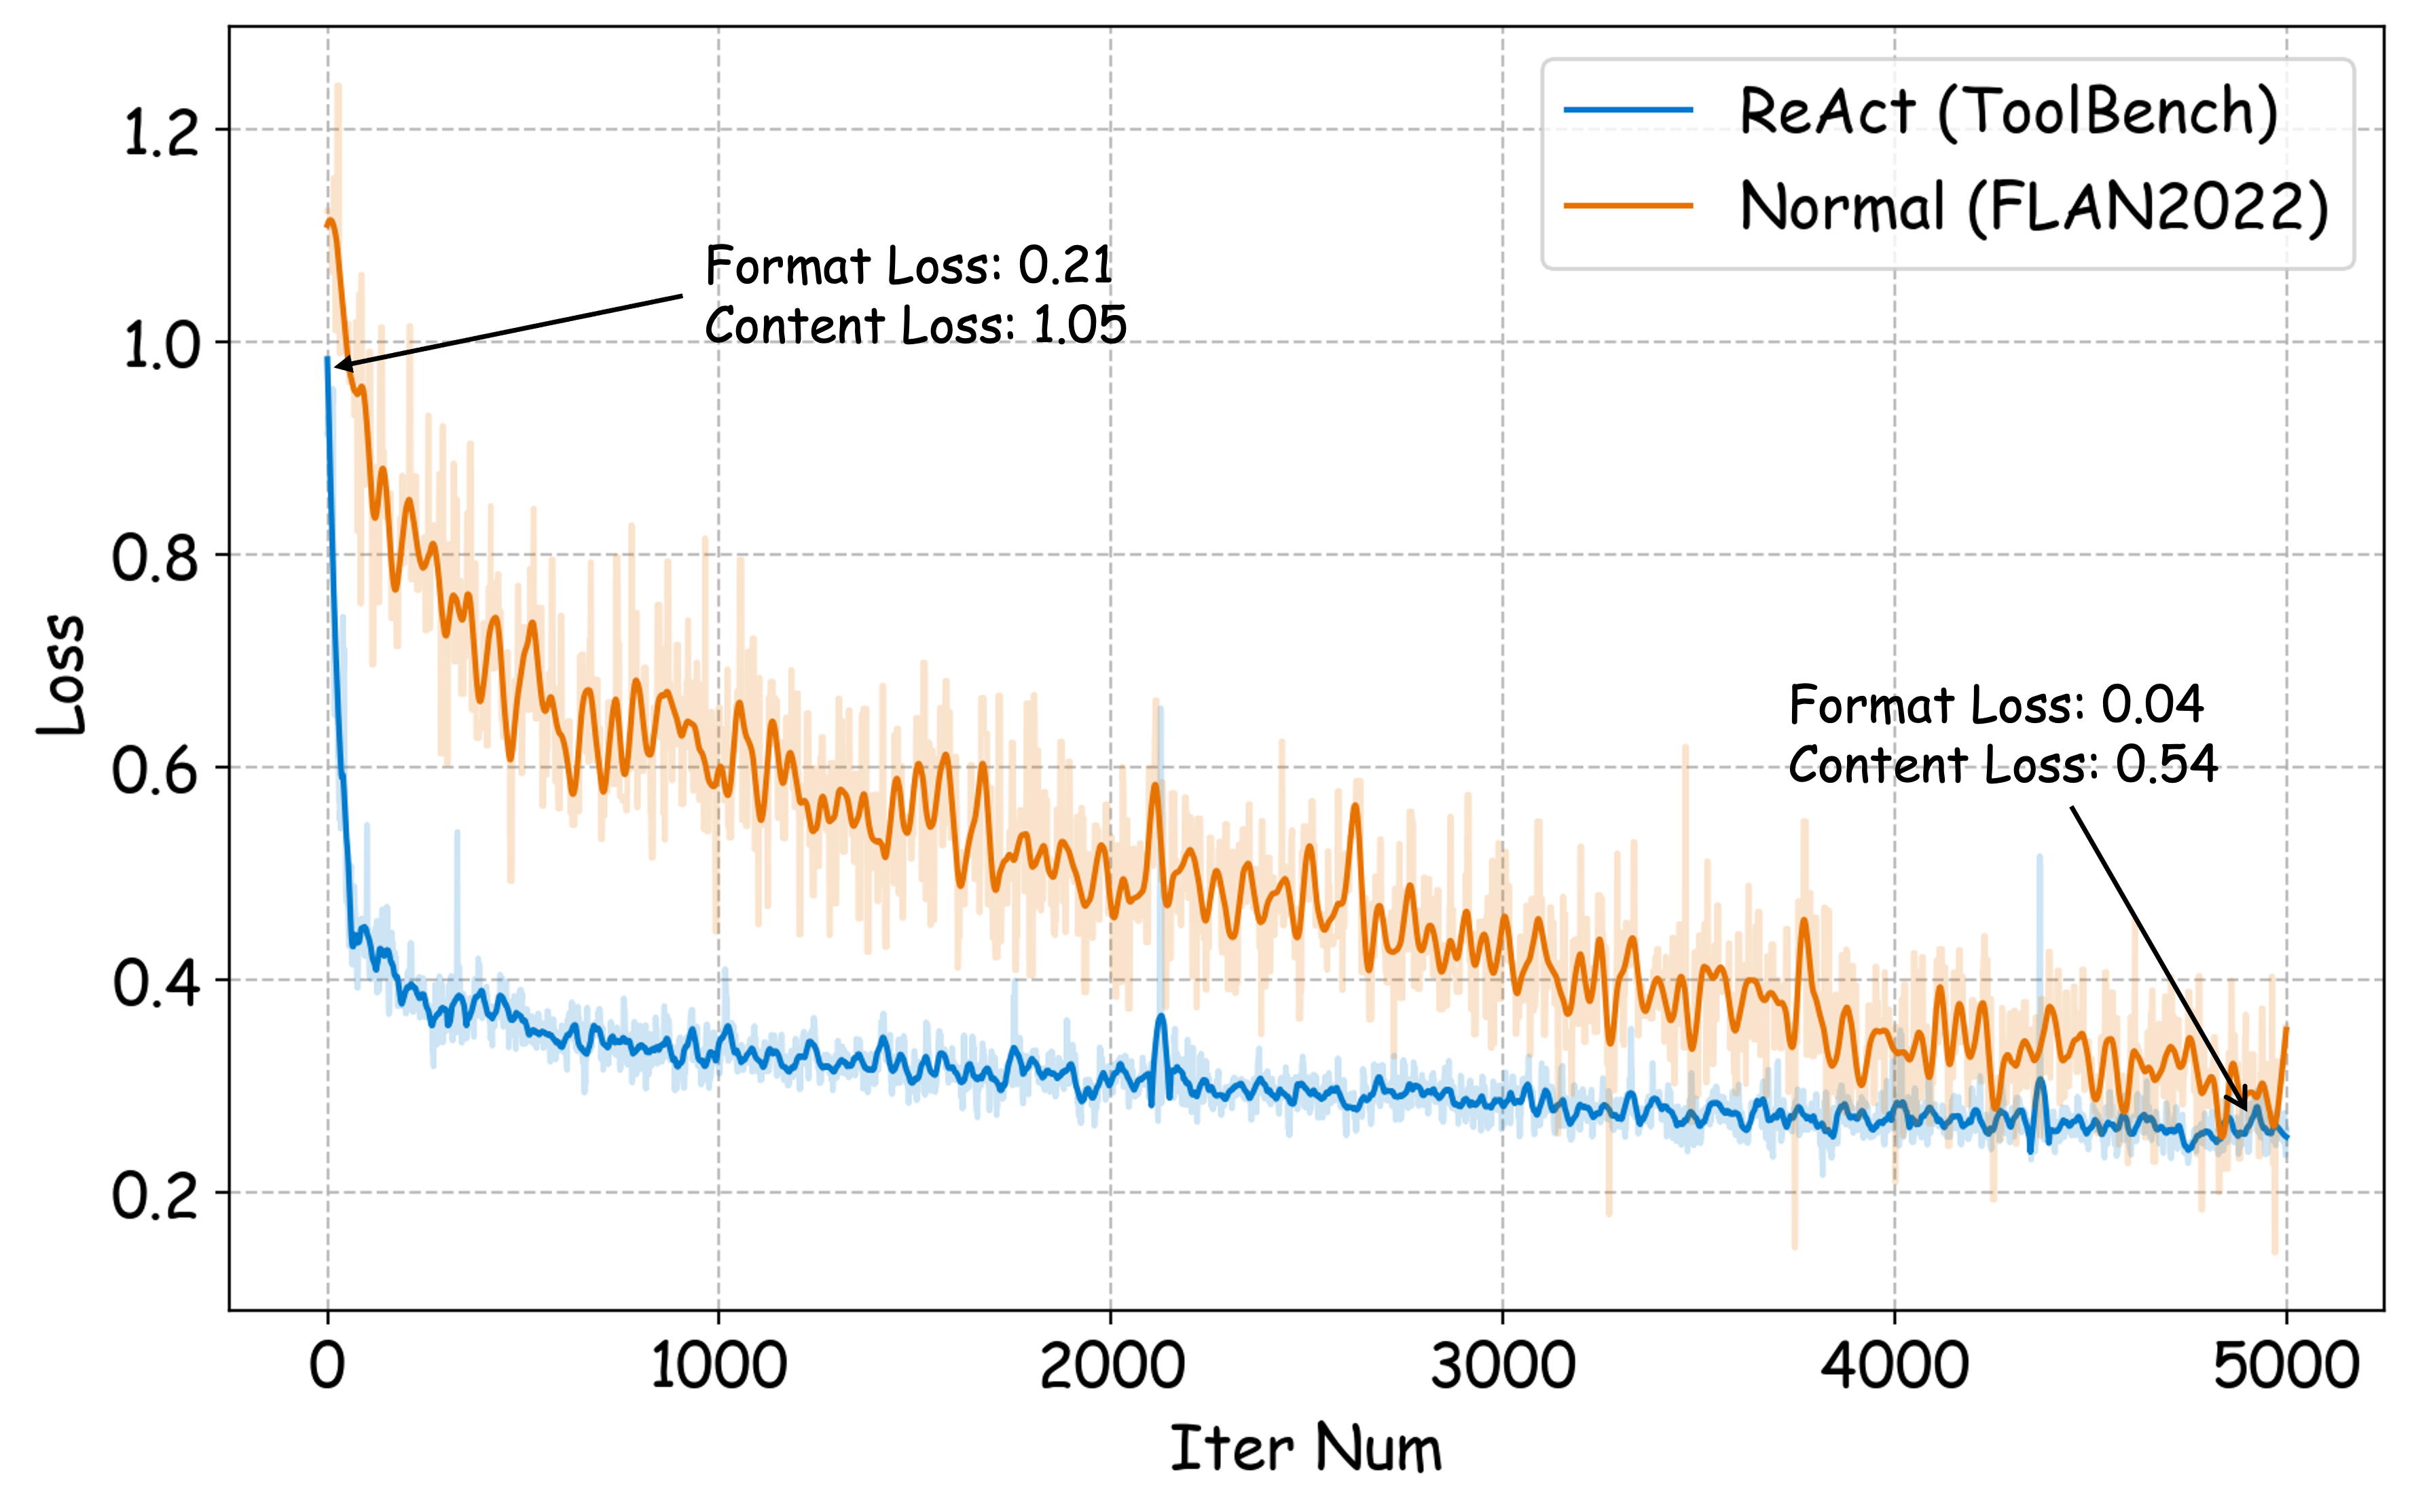 ReAct (ToolBench)
Normal (FLAN2022)
Format Loss: 0.21
Content Loss: 1.05
Format Loss: 0.04
Content Loss: 0.54
Loss
1.2
1.0
0.8
0.6
0.4
0.2
0 1000 2000 3000 4000 5000
Iter Num